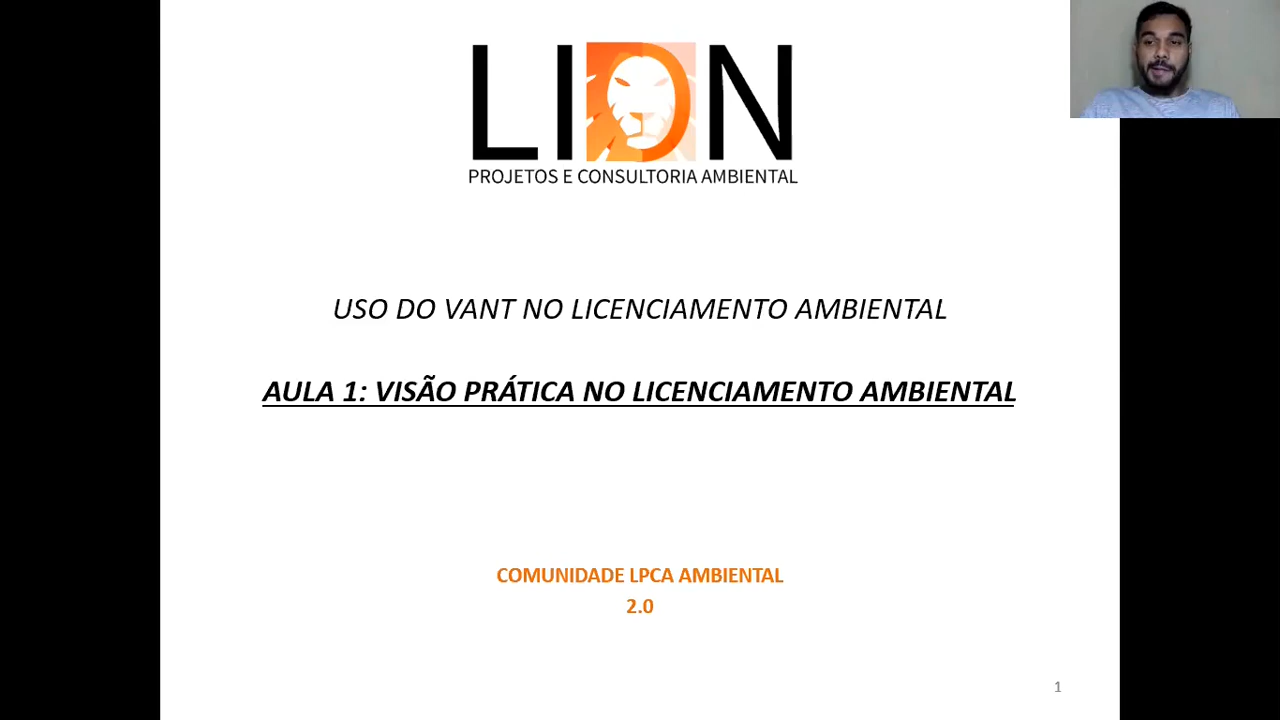 LION
PROJETOS E CONSULTORIA AMBIENTAL
USO DO VANT NO LICENCIAMENTO AMBIENTAL
AULA 1: VISÃO PRÁTICA NO LICENCIAMENTO AMBIENTAL
COMUNIDADE LPCA AMBIENTAL
2.0
1